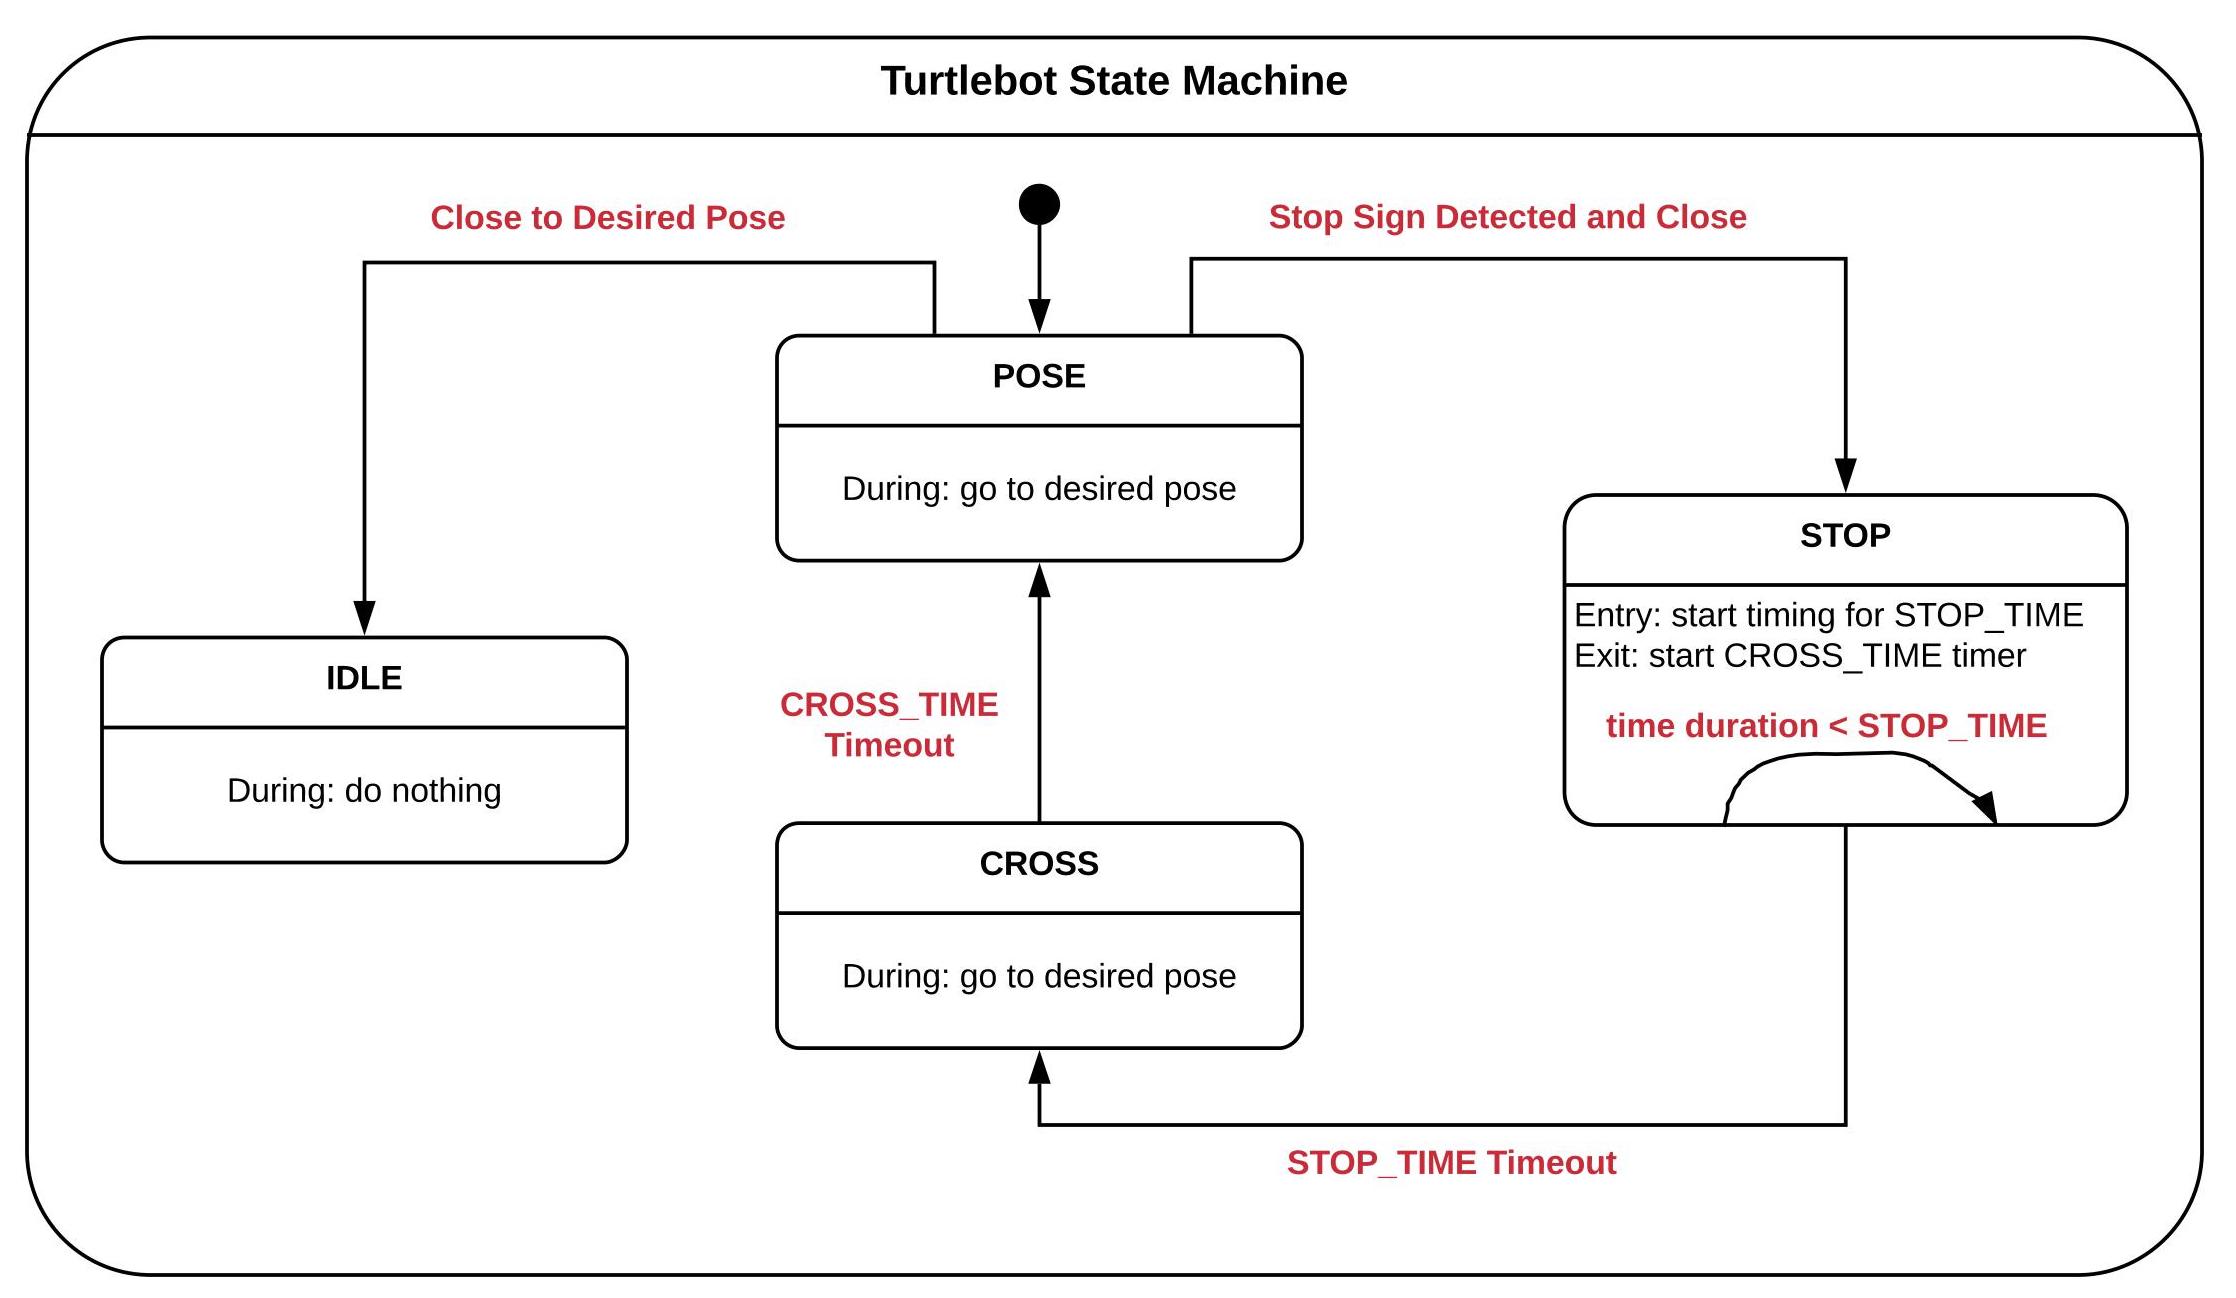 Turtlebot State Machine
Close to Desired Pose
Stop Sign Detected and Close
POSE
During: go to desired pose
STOP
Entry: start timing for STOP_TIME
Exit: start CROSS_TIME timer
time duration < STOP_TIME
IDLE
During: do nothing
CROSS_TIME
Timeout
CROSS
During: go to desired pose
STOP_TIME Timeout